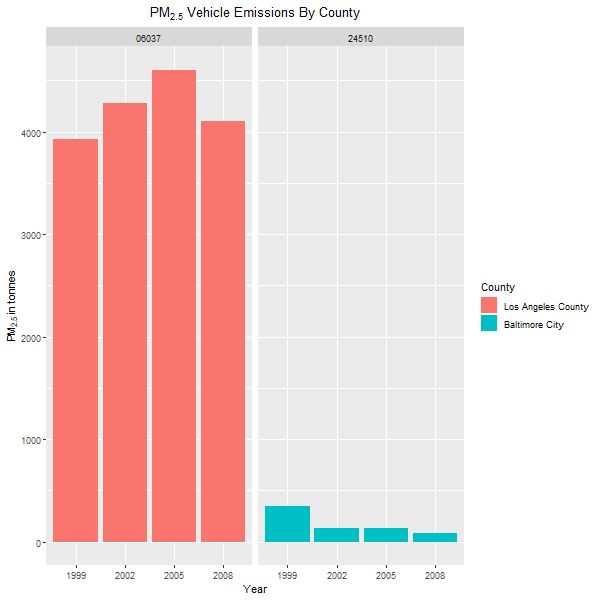 PM2.5 Vehicle Emissions By County
06037
24510
4000
3000
2000
1000
0
PM2.5 in tonnes
1999
2002
2005
2008
1999
2002
2005
2008
Year
County
Los Angeles County
Baltimore City